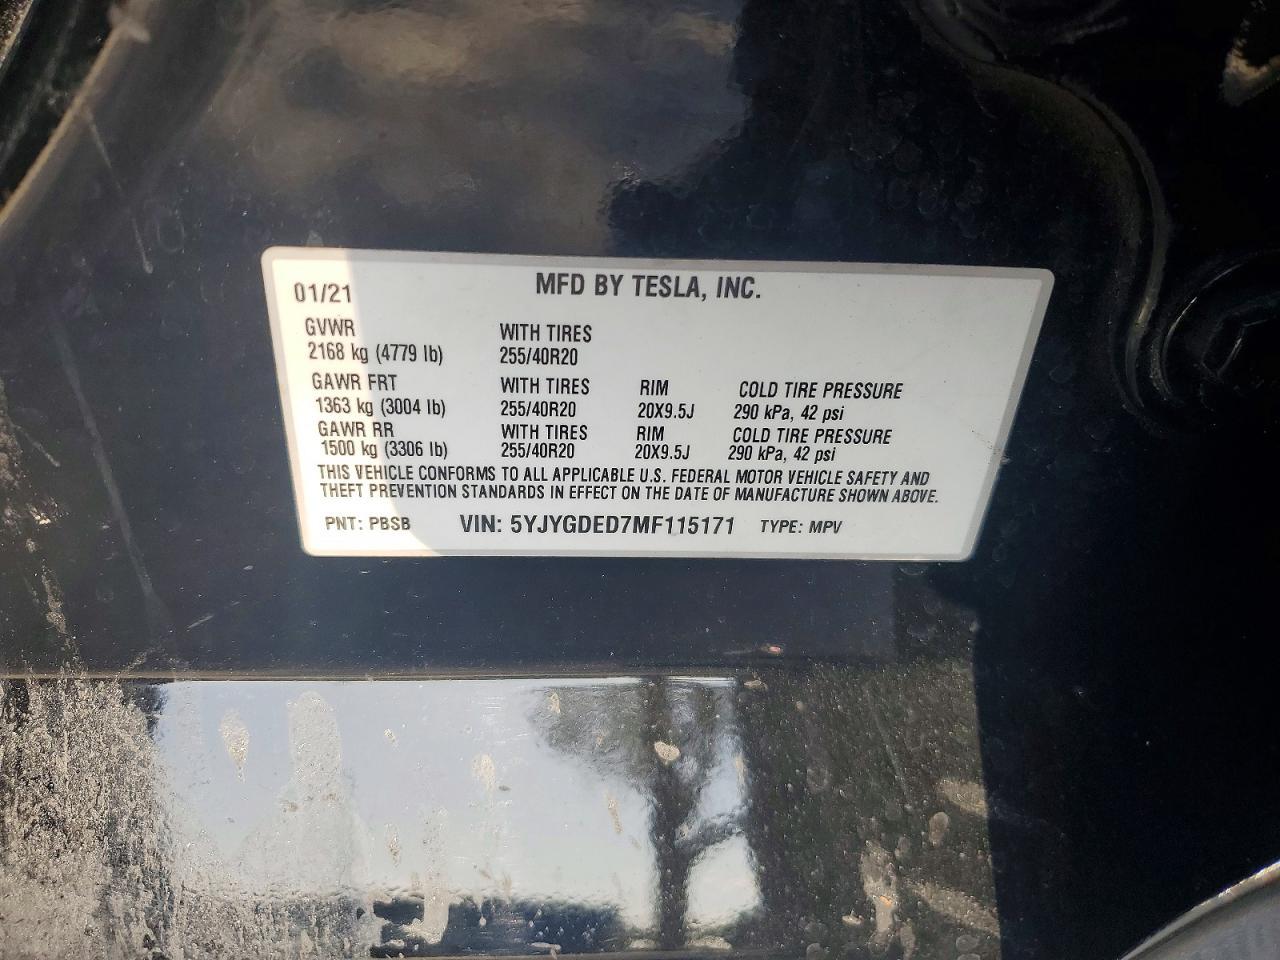 MFD BY TESLA, INC.
01/21
GVWR WITH TIRES
2168 kg (4779 lb) 255/40R20
GAWR FRT WITH TIRES RIM COLD TIRE PRESSURE
1363 kg (3004 lb) 255/40R20 20X9.5J 290 kPa, 42 psi
GAWR RR WITH TIRES RIM COLD TIRE PRESSURE
1500 kg (3306 lb) 255/40R20 20X9.5J 290 kPa, 42 psi
THIS VEHICLE CONFORMS TO ALL APPLICABLE U.S. FEDERAL MOTOR VEHICLE SAFETY AND
THEFT PREVENTION STANDARDS IN EFFECT ON THE DATE OF MANUFACTURE SHOWN ABOVE.
PNT: PBSB VIN: 5YJYGDED7MF115171 TYPE: MPV